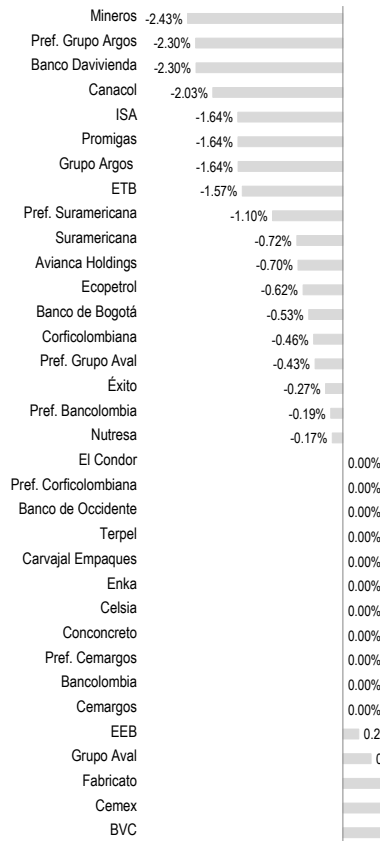 Mineros -2.43%
Pref. Grupo Argos -2.30%
Banco Davivienda -2.30%
Canacol -2.03%
ISA -1.64%
Promigas -1.64%
Grupo Argos -1.64%
ETB -1.57%
Pref. Suramericana -1.10%
Suramericana -0.72%
Avianca Holdings -0.70%
Ecopetrol -0.62%
Banco de Bogotá -0.53%
Corficolombiana -0.46%
Pref. Grupo Aval -0.43%
Éxito -0.27%
Pref. Bancolombia -0.19%
Nutresa -0.17%
El Condor 0.00%
Pref. Corficolombiana 0.00%
Banco de Occidente 0.00%
Terpel 0.00%
Carvajal Empaques 0.00%
Enka 0.00%
Celsia 0.00%
Conconcreto 0.00%
Pref. Cemargos 0.00%
Bancolombia 0.00%
Cemargos 0.00%
EEB
Grupo Aval
Fabricato
Cemex
BVC